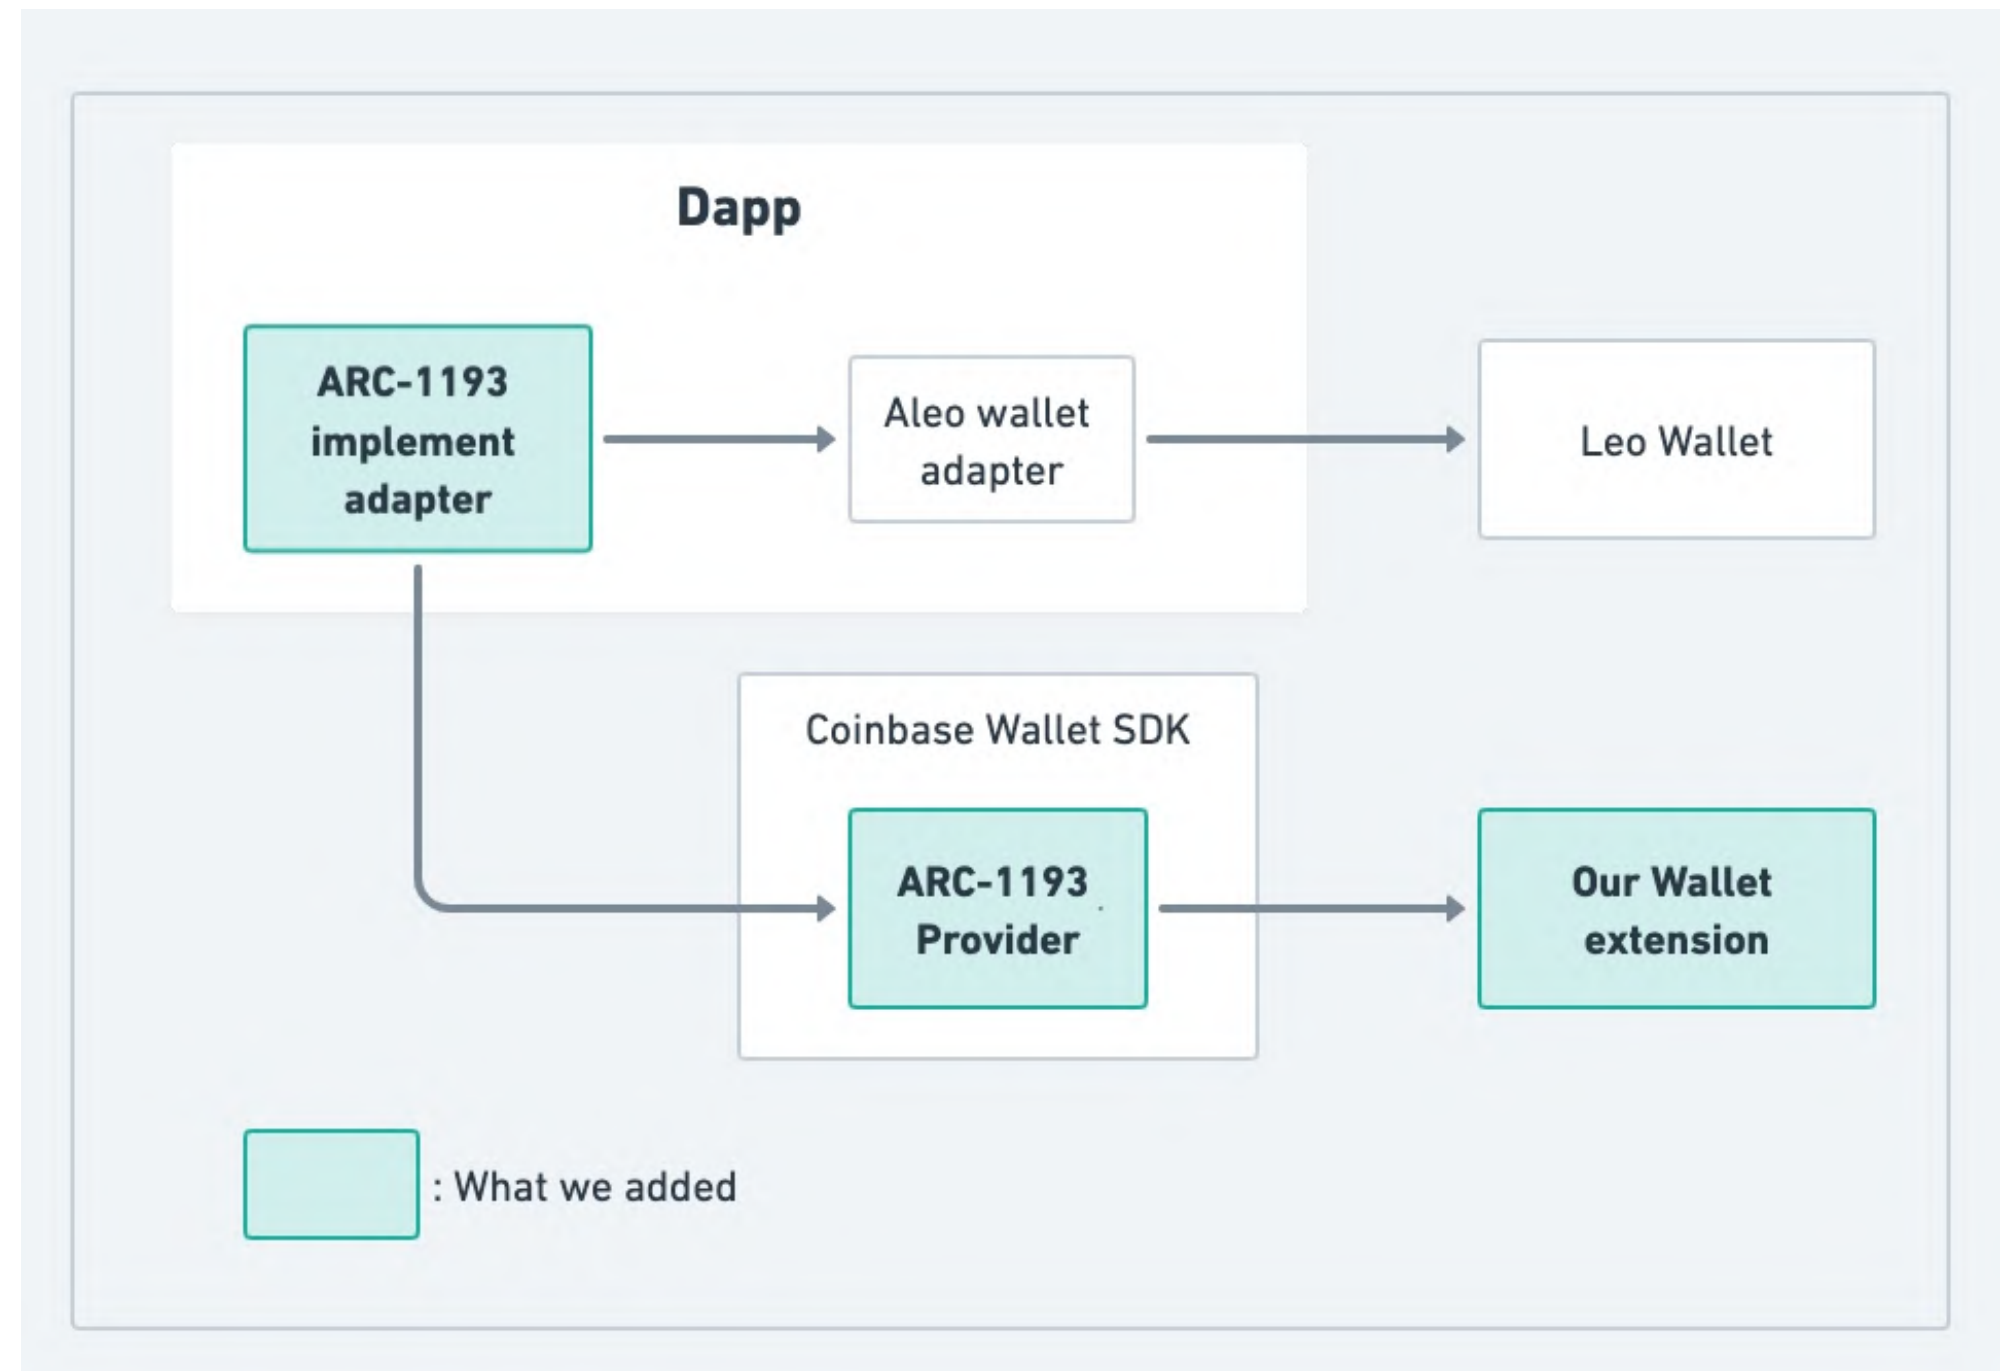 Dapp
ARC-1193
implement
adapter
Aleo wallet
adapter
Leo Wallet
Coinbase Wallet SDK
ARC-1193
Provider
Our Wallet
extension
: What we added